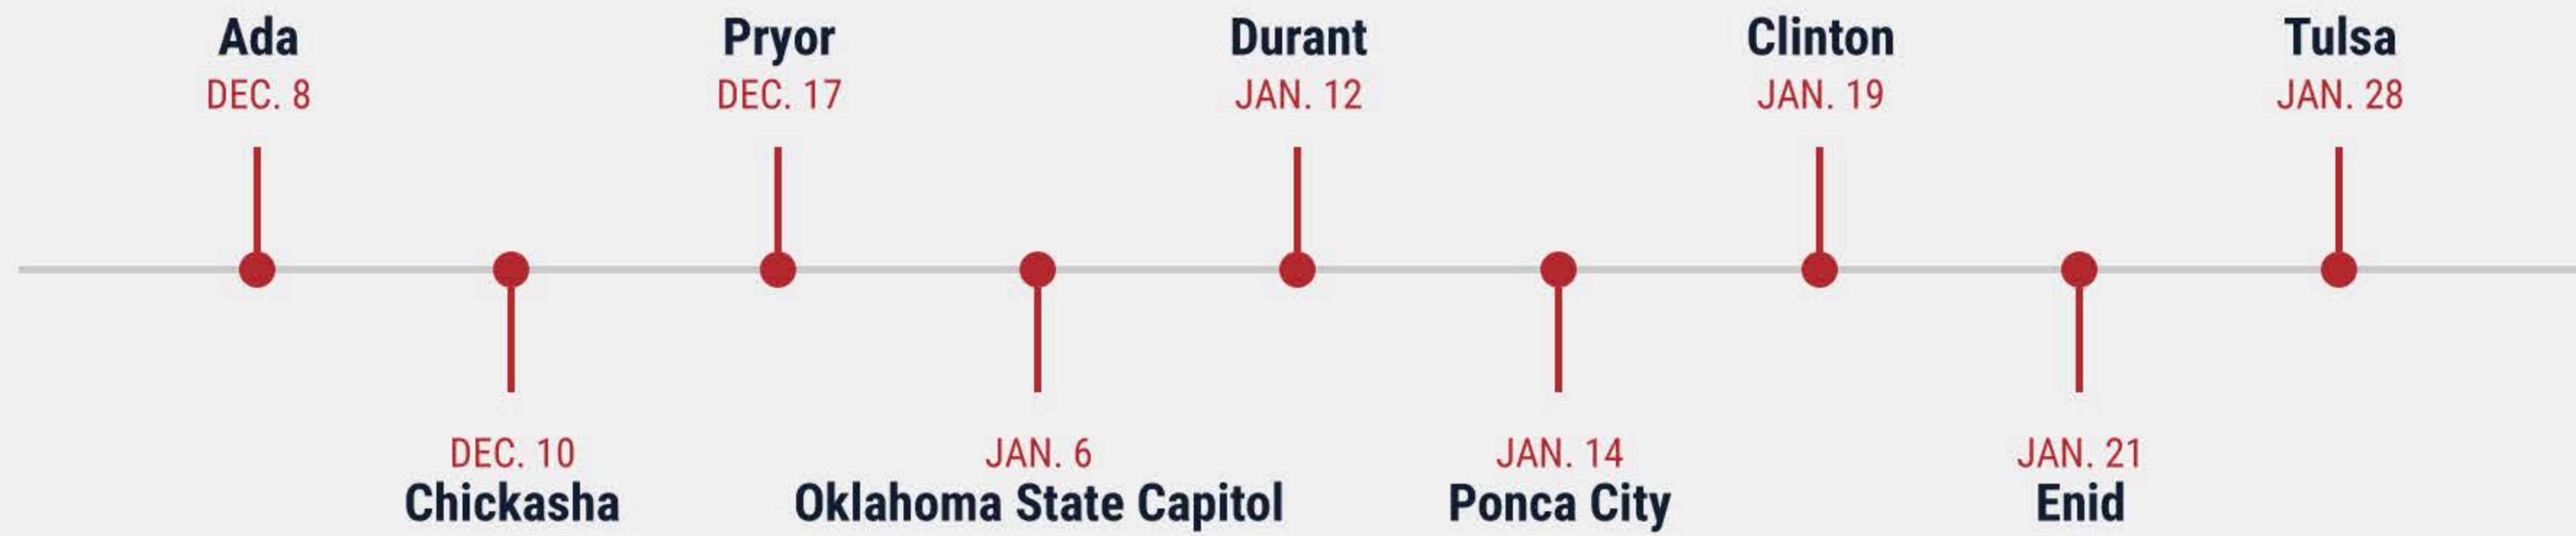 Ada
DEC. 8
DEC. 10
Chickasha
Pryor
DEC. 17
JAN. 6
Oklahoma State Capitol
Durant
JAN. 12
JAN. 14
Ponca City
Clinton
JAN. 19
JAN. 21
Enid
Tulsa
JAN. 28